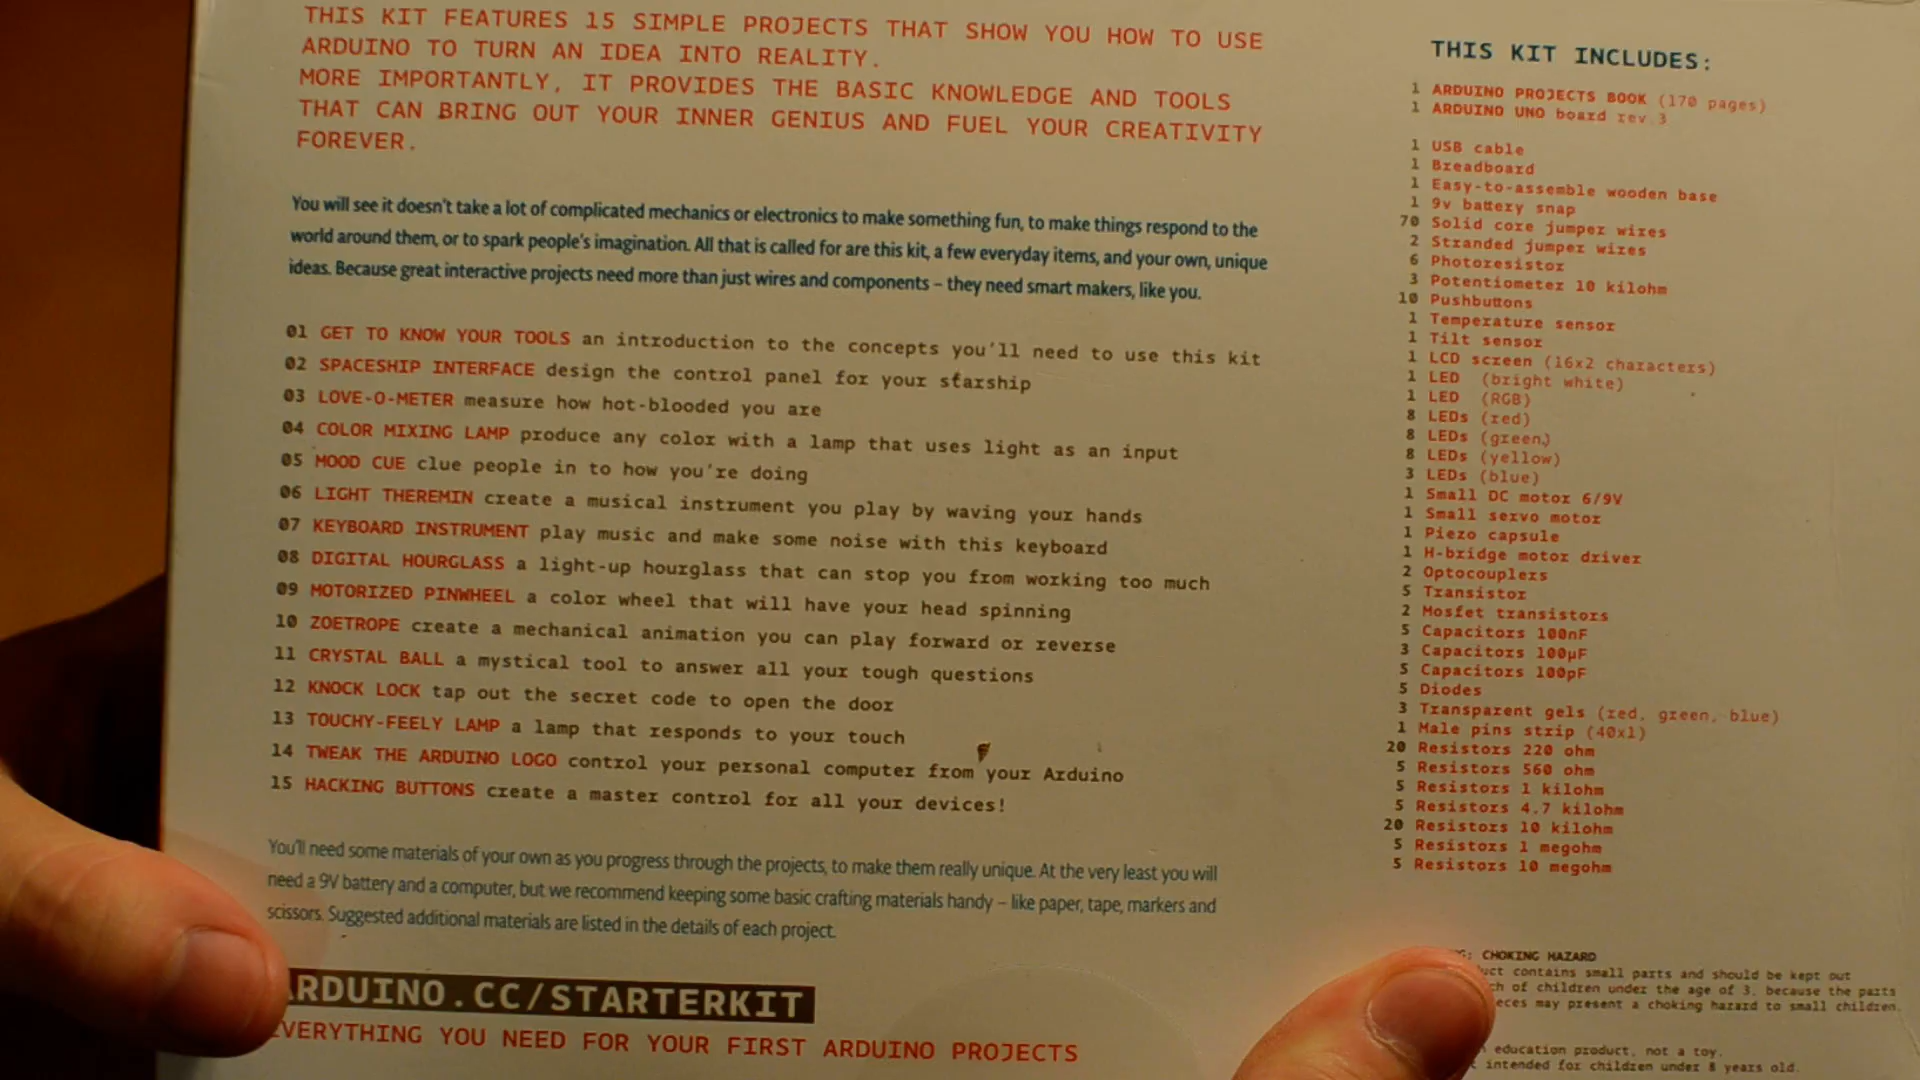 THIS KIT FEATURES 15 SIMPLE PROJECTS THAT SHOW YOU HOW TO USE
ARDUINO TO TURN AN IDEA INTO REALITY.
MORE IMPORTANTLY, IT PROVIDES THE BASIC KNOWLEDGE AND TOOLS
THAT CAN BRING OUT YOUR INNER GENIUS AND FUEL YOUR CREATIVITY
FOREVER.
You will see it doesn't take a lot of complicated mechanics or electronics to make something fun, to make things respond to the
world around them, or to spark people's imagination. All that is called for are this kit, a few everyday items, and your own, unique
ideas. Because great interactive projects need more than just wires and components – they need smart makers, like you.
01 GET TO KNOW YOUR TOOLS an introduction to the concepts you'll need to use this kit
02 SPACESHIP INTERFACE design the control panel for your starship
03 LOVE-O-METER measure how hot-blooded you are
04 COLOR MIXING LAMP produce any color with a lamp that uses light as an input
05 MOOD CUE clue people in to how you're doing
06 LIGHT THEREMIN create a musical instrument you play by waving your hands
07 KEYBOARD INSTRUMENT play music and make some noise with this keyboard
08 DIGITAL HOURGLASS a light-up hourglass that can stop you from working too much
09 MOTORIZED PINWHEEL a color wheel that will have your head spinning
10 ZOETROPE create a mechanical animation you can play forward or reverse
11 CRYSTAL BALL a mystical tool to answer all your tough questions
12 KNOCK LOCK tap out the secret code to open the door
13 TOUCHY-FEELY LAMP a lamp that responds to your touch
14 TWEAK THE ARDUINO LOGO control your personal computer from your Arduino
15 HACKING BUTTONS create a master control for all your devices!
You'll need some materials of your own as you progress through the projects, to make them really unique. At the very least you will
need a 9V battery and a computer, but we recommend keeping some basic crafting materials handy – like paper, tape, markers and
scissors. Suggested additional materials are listed in the details of each project.
ARDUINO.CC/STARTERKIT
EVERYTHING YOU NEED FOR YOUR FIRST ARDUINO PROJECTS
THIS KIT INCLUDES:
1 ARDUINO PROJECTS BOOK (170 pages)
1 ARDUINO UNO board rev.3
1 USB cable
1 Breadboard
1 Easy-to-assemble wooden base
1 9v battery snap
70 Solid core jumper wires
2 Stranded jumper wires
6 Photoresistor
3 Potentiometer 10 kilohm
10 Pushbuttons
1 Temperature sensor
1 Tilt sensor
1 LCD screen (16x2 characters)
1 LED (bright white)
1 LED (RGB)
8 LEDs (red)
8 LEDs (green)
8 LEDs (yellow)
3 LEDs (blue)
1 Small DC motor 6/9V
1 Small servo motor
1 Piezo capsule
1 H-bridge motor driver
2 Optocouplers
5 Transistor
2 Mosfet transistors
5 Capacitors 100nF
3 Capacitors 100µF
5 Capacitors 100pF
5 Diodes
3 Transparent gels (red, green, blue)
1 Male pins strip (40x1)
20 Resistors 220 ohm
5 Resistors 560 ohm
5 Resistors 1 kilohm
5 Resistors 4.7 kilohm
20 Resistors 10 kilohm
5 Resistors 1 megohm
5 Resistors 10 megohm
CHOKING HAZARD
contains small parts and should be kept out
of children under the age of 3, because the parts
may present a choking hazard to small children.
education product, not a toy.
intended for children under 8 years old.